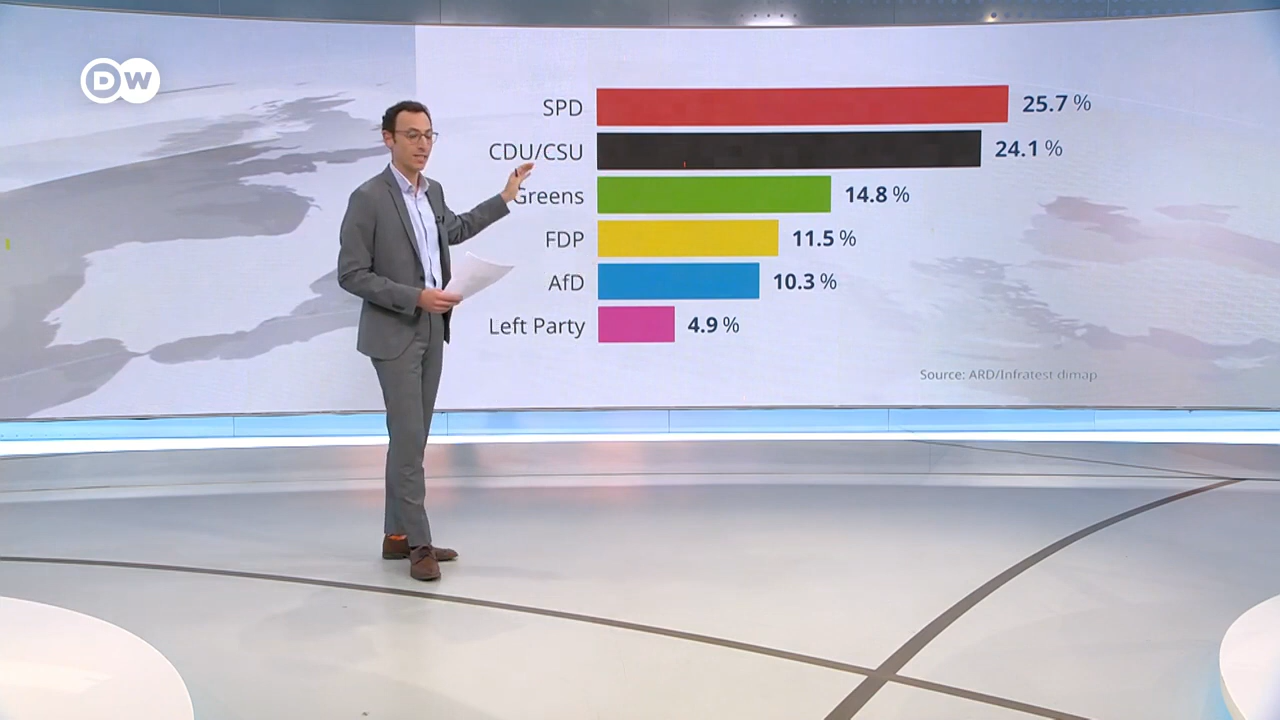 DW
SPD 25.7 %
CDU/CSU 24.1 %
Greens 14.8 %
FDP 11.5 %
AfD 10.3 %
Left Party 4.9 %
Source: ARD/Infratest dimap